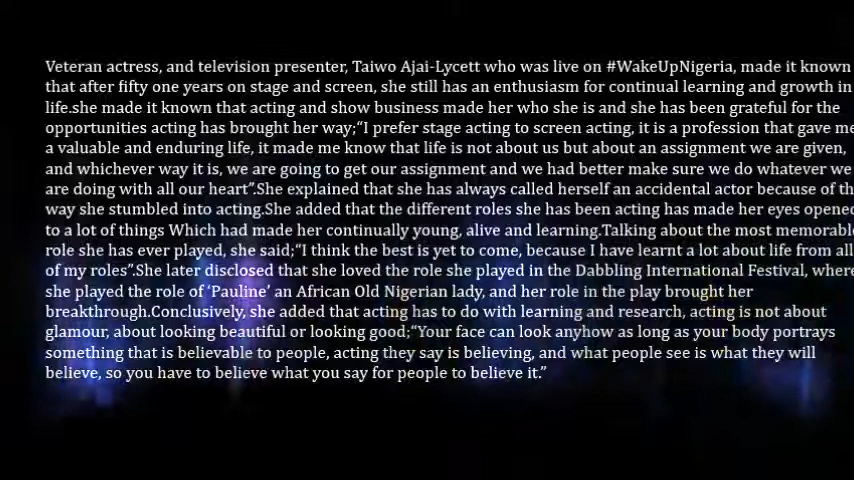 Veteran actress, and television presenter, Taiwo Ajai-Lycett who was live on #WakeUpNigeria, made it known
that after fifty one years on stage and screen, she still has an enthusiasm for continual learning and growth in
life.she made it known that acting and show business made her who she is and she has been grateful for the
opportunities acting has brought her way;“I prefer stage acting to screen acting, it is a profession that gave me
a valuable and enduring life, it made me know that life is not about us but about an assignment we are given,
and whichever way it is, we are going to get our assignment and we had better make sure we do whatever we
are doing with all our heart”.She explained that she has always called herself an accidental actor because of th
way she stumbled into acting.She added that the different roles she has been acting has made her eyes opened
to a lot of things Which had made her continually young, alive and learning.Talking about the most memorabl
role she has ever played, she said;“I think the best is yet to come, because I have learnt a lot about life from all
of my roles”.She later disclosed that she loved the role she played in the Dabbling International Festival, where
she played the role of ‘Pauline’ an African Old Nigerian lady, and her role in the play brought her
breakthrough.Conclusively, she added that acting has to do with learning and research, acting is not about
glamour, about looking beautiful or looking good;“Your face can look anyhow as long as your body portrays
something that is believable to people, acting they say is believing, and what people see is what they will
believe, so you have to believe what you say for people to believe it.”